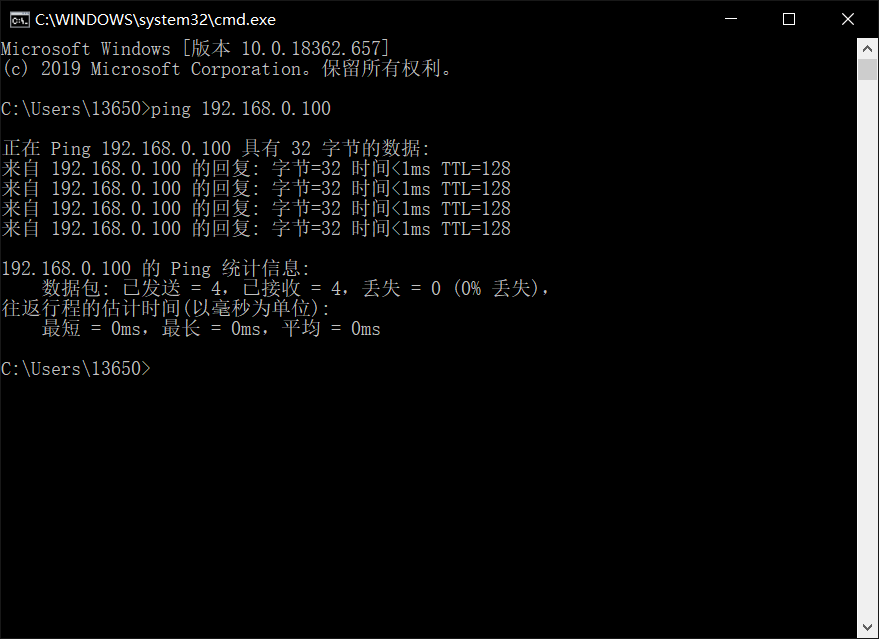 C:\WINDOWS\system32\cmd.exe
Microsoft Windows [版本 10.0.18362.657]
(c) 2019 Microsoft Corporation。保留所有权利。
C:\Users\13650>ping 192.168.0.100
正在 Ping 192.168.0.100 具有 32 字节的数据:
来自 192.168.0.100 的回复: 字节=32 时间<1ms TTL=128
来自 192.168.0.100 的回复: 字节=32 时间<1ms TTL=128
来自 192.168.0.100 的回复: 字节=32 时间<1ms TTL=128
来自 192.168.0.100 的回复: 字节=32 时间<1ms TTL=128
192.168.0.100 的 Ping 统计信息:
    数据包: 已发送 = 4，已接收 = 4，丢失 = 0 (0% 丢失)，
往返行程的估计时间(以毫秒为单位):
    最短 = 0ms，最长 = 0ms，平均 = 0ms
C:\Users\13650>